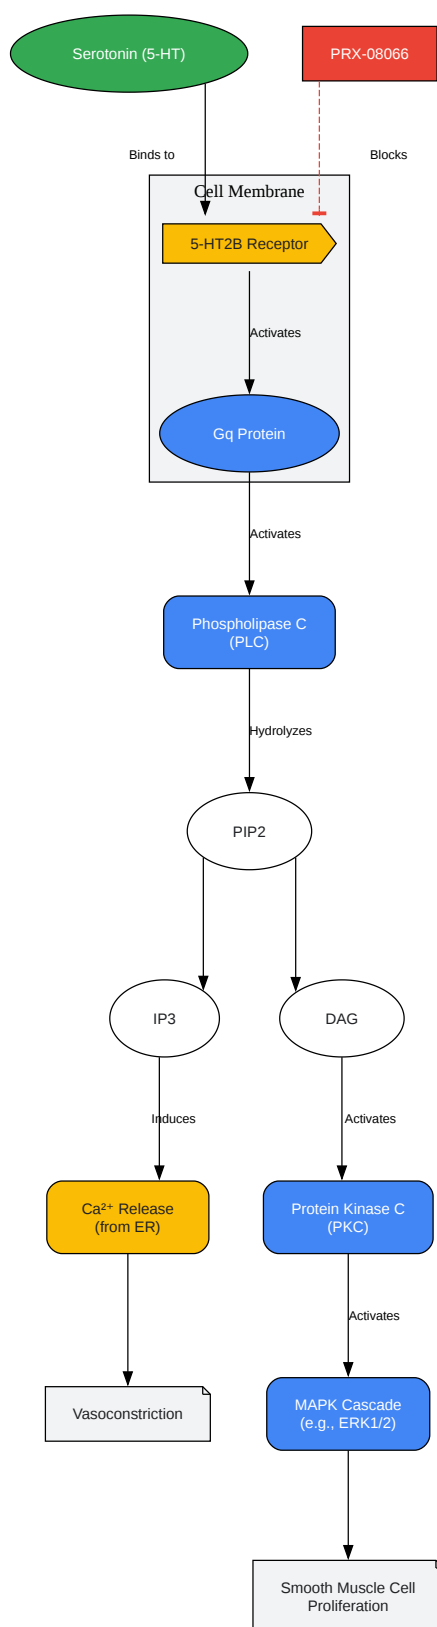 Serotonin (5-HT)
PRX-08066
Binds to
Blocks
Cell Membrane
5-HT2B Receptor
Activates
Gq Protein
Activates
Phospholipase C
(PLC)
Hydrolyzes
PIP2
IP3
DAG
Induces
Activates
Ca²⁺ Release
(from ER)
Protein Kinase C
(PKC)
Activates
Vasoconstriction
MAPK Cascade
(e.g., ERK1/2)
Smooth Muscle Cell
Proliferation